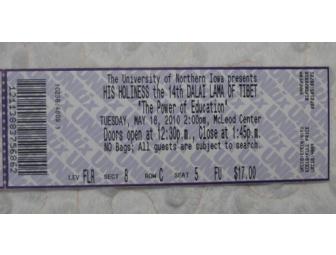 The University of Northern Iowa presents
HIS HOLINESS the 14th DALAI LAMA OF TIBET
"The Power of Education"
TUESDAY, MAY 18, 2010 2:00pm, McLeod Center
Doors open at 12:30p.m., Close at 1:45p.m.
NO Bags; All guests are subject to search.
LEV FLR SECT 8 ROW C SEAT 5 FU $17.00